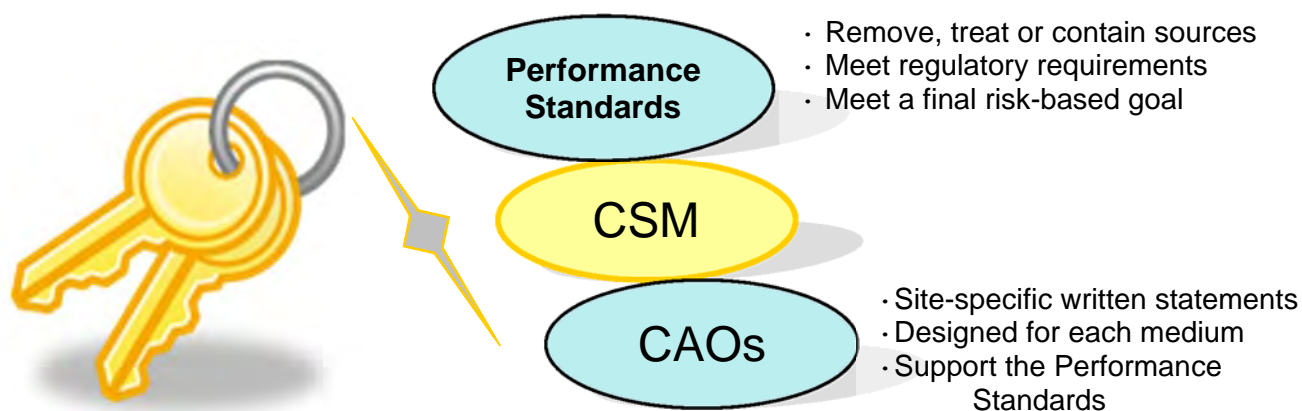 Performance
Standards
· Remove, treat or contain sources
· Meet regulatory requirements
· Meet a final risk-based goal
CSM
CAOs
· Site-specific written statements
· Designed for each medium
· Support the Performance
Standards